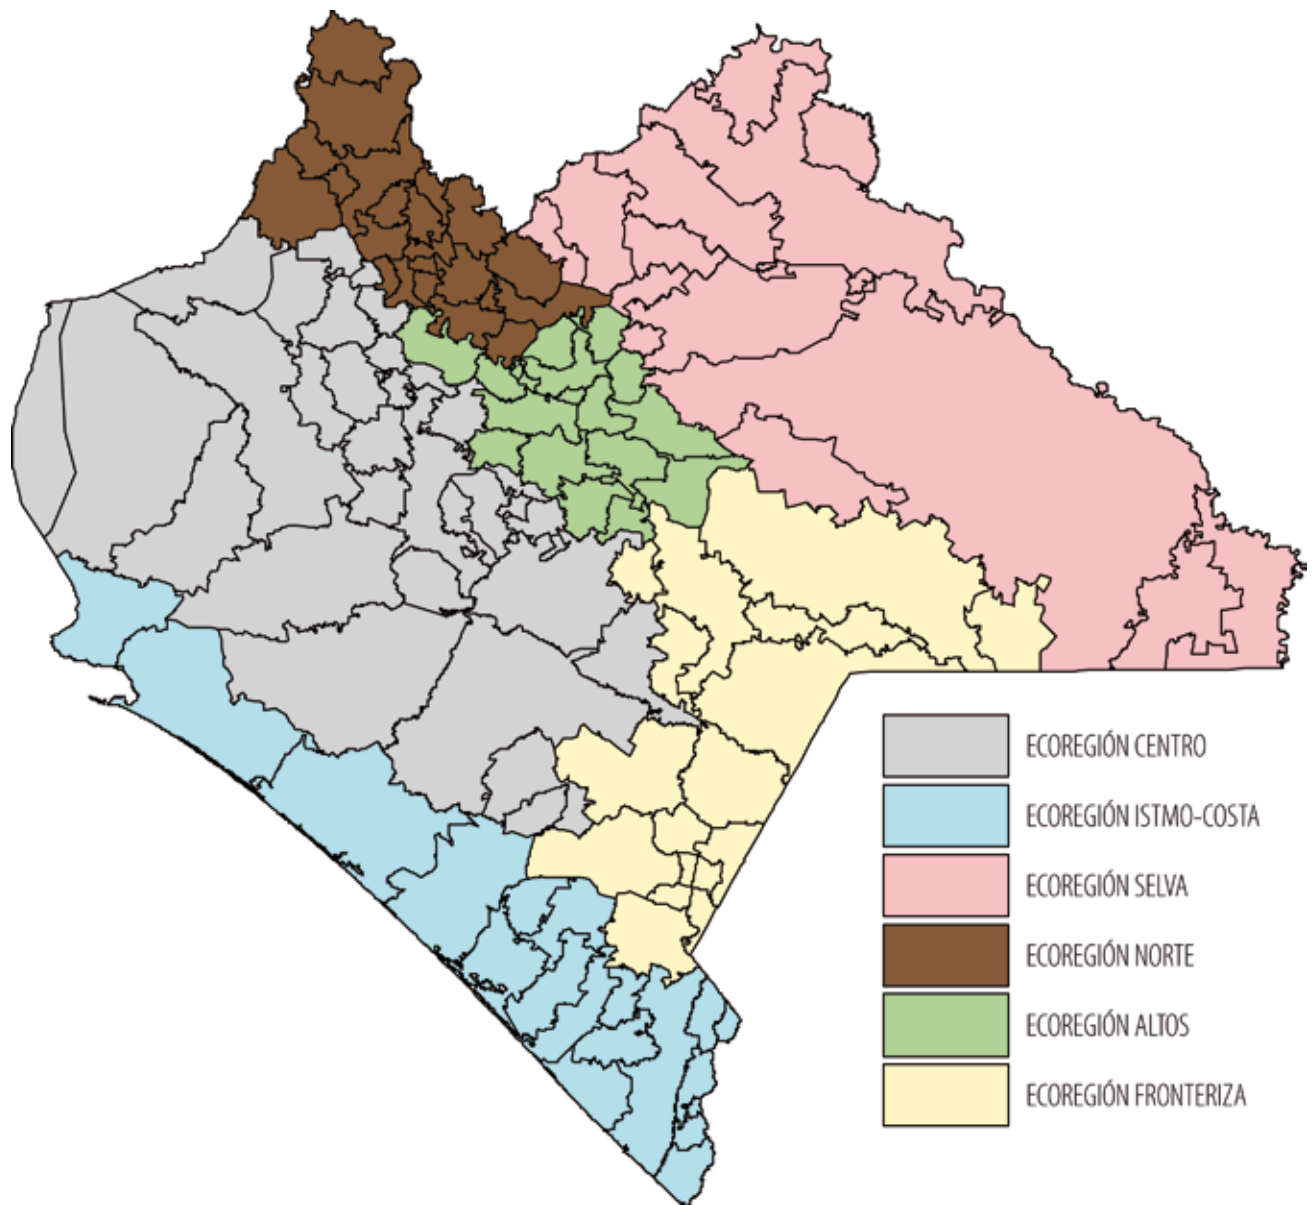 ECOREGIÓN CENTRO
ECOREGIÓN ISTMO-COSTA
ECOREGIÓN SELVA
ECOREGIÓN NORTE
ECOREGIÓN ALTOS
ECOREGIÓN FRONTERIZA